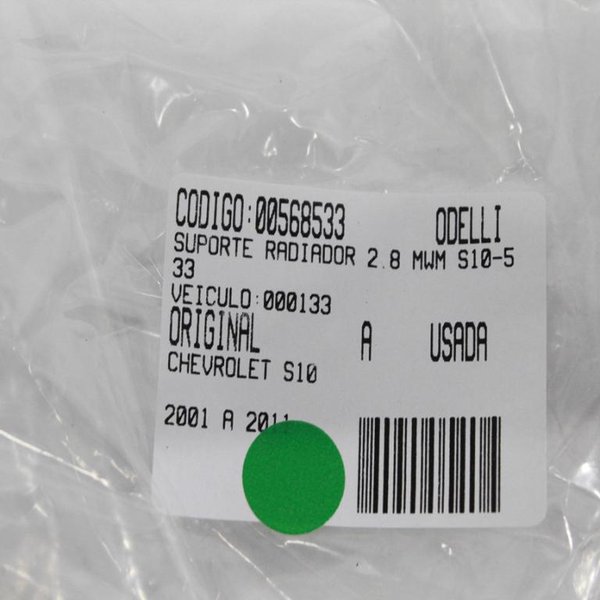 CODIGO:00568533 ODELLI
SUPORTE RADIADOR 2.8 MWM S10-5
33
VEICULO:000133
ORIGINAL A USADA
CHEVROLET S10
2001 A 2011